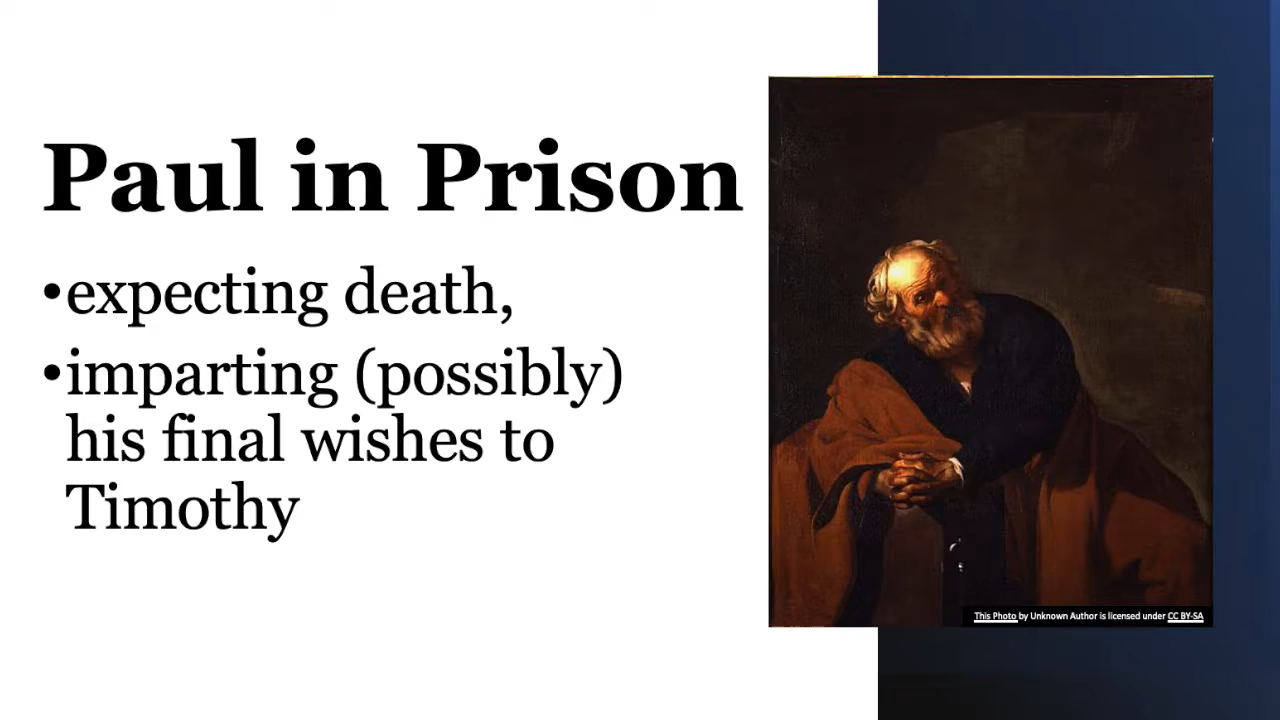 Paul in Prison
•expecting death,
•imparting (possibly)
his final wishes to
Timothy
This Photo by Unknown Author is licensed under CC BY-SA